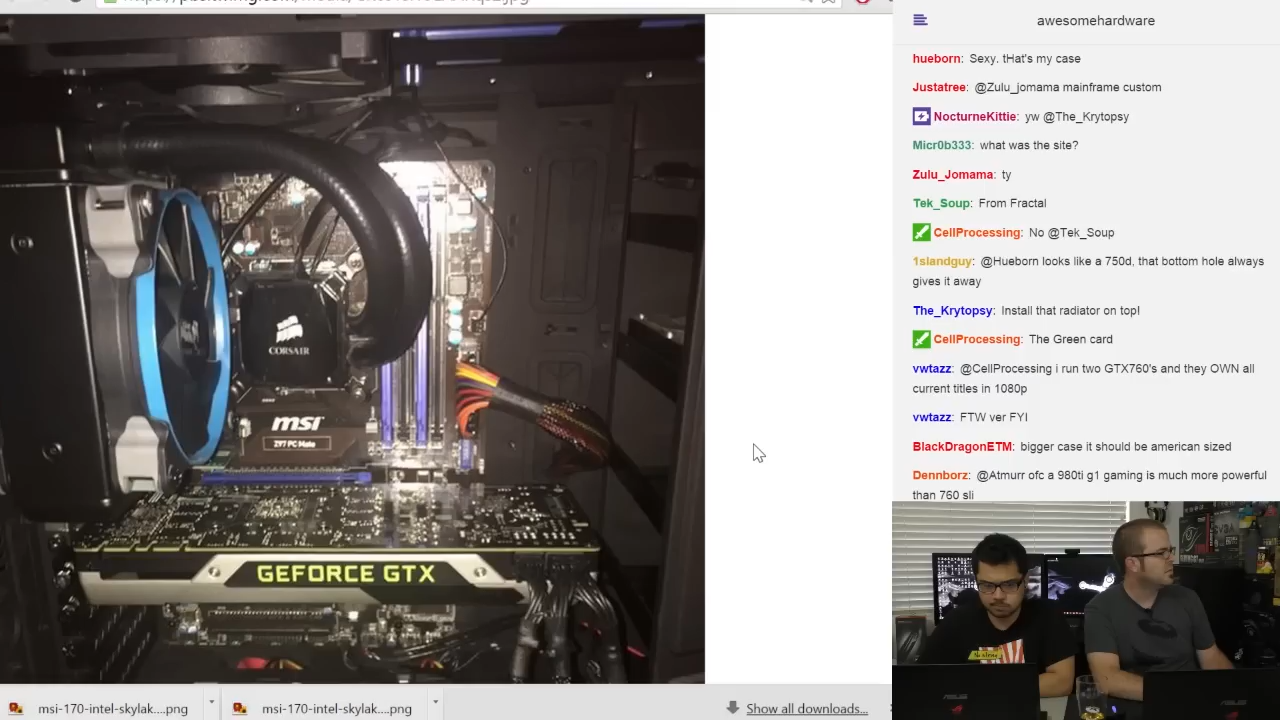 awesomehardware
hueborn: Sexy. tHat's my case
Justatree: @Zulu_jomama mainframe custom
NocturneKittie: yw @The_Krytopsy
Micr0b333: what was the site?
Zulu_Jomama: ty
Tek_Soup: From Fractal
CellProcessing: No @Tek_Soup
1slandguy: @Hueborn looks like a 750d, that bottom hole always
gives it away
The_Krytopsy: Install that radiator on top!
CellProcessing: The Green card
vwtazz: @CellProcessing i run two GTX760's and they OWN all
current titles in 1080p
vwtazz: FTW ver FYI
BlackDragonETM: bigger case it should be american sized
Dennborz: @Atmurr ofc a 980ti g1 gaming is much more powerful
than 760 sli
CORSAIR
msi
Z97 PC Mate
GEFORCE GTX
msi-170-intel-skylak....png
msi-170-intel-skylak....png
Show all downloads...
ASUS
ASUS